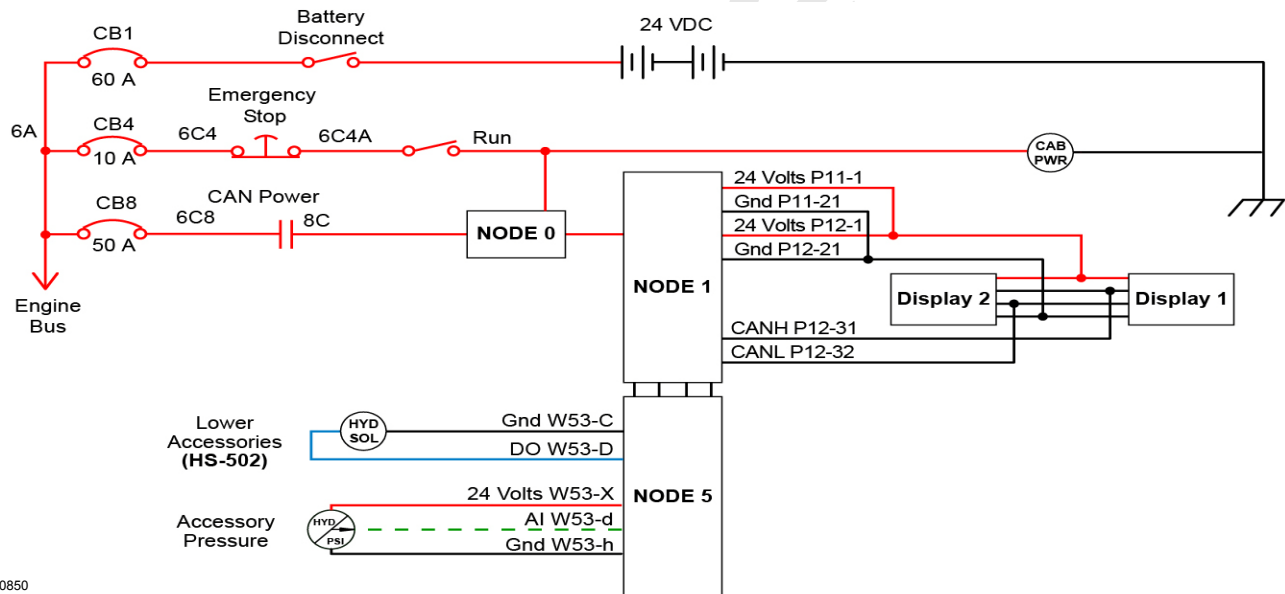 CB1
60 A
Battery
Disconnect
24 VDC
6A
CB4
10 A
6C4
Emergency
Stop
6C4A
Run
CAB
PWR
CB8
50 A
6C8
CAN Power
8C
NODE 0
Engine
Bus
NODE 1
24 Volts P11-1
Gnd P11-21
24 Volts P12-1
Gnd P12-21
Display 2
Display 1
CANH P12-31
CANL P12-32
Lower
Accessories
(HS-502)
HYD
SOL
Gnd W53-C
DO W53-D
NODE 5
Accessory
Pressure
HYD
PSI
24 Volts W53-X
AI W53-d
Gnd W53-h
0850